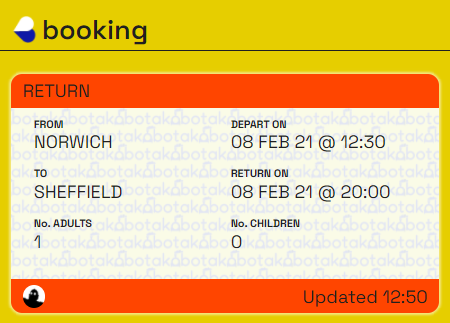 booking
RETURN
FROM
NORWICH
DEPART ON
08 FEB 21 @ 12:30
TO
SHEFFIELD
RETURN ON
08 FEB 21 @ 20:00
No. ADULTS
1
No. CHILDREN
0
Updated 12:50